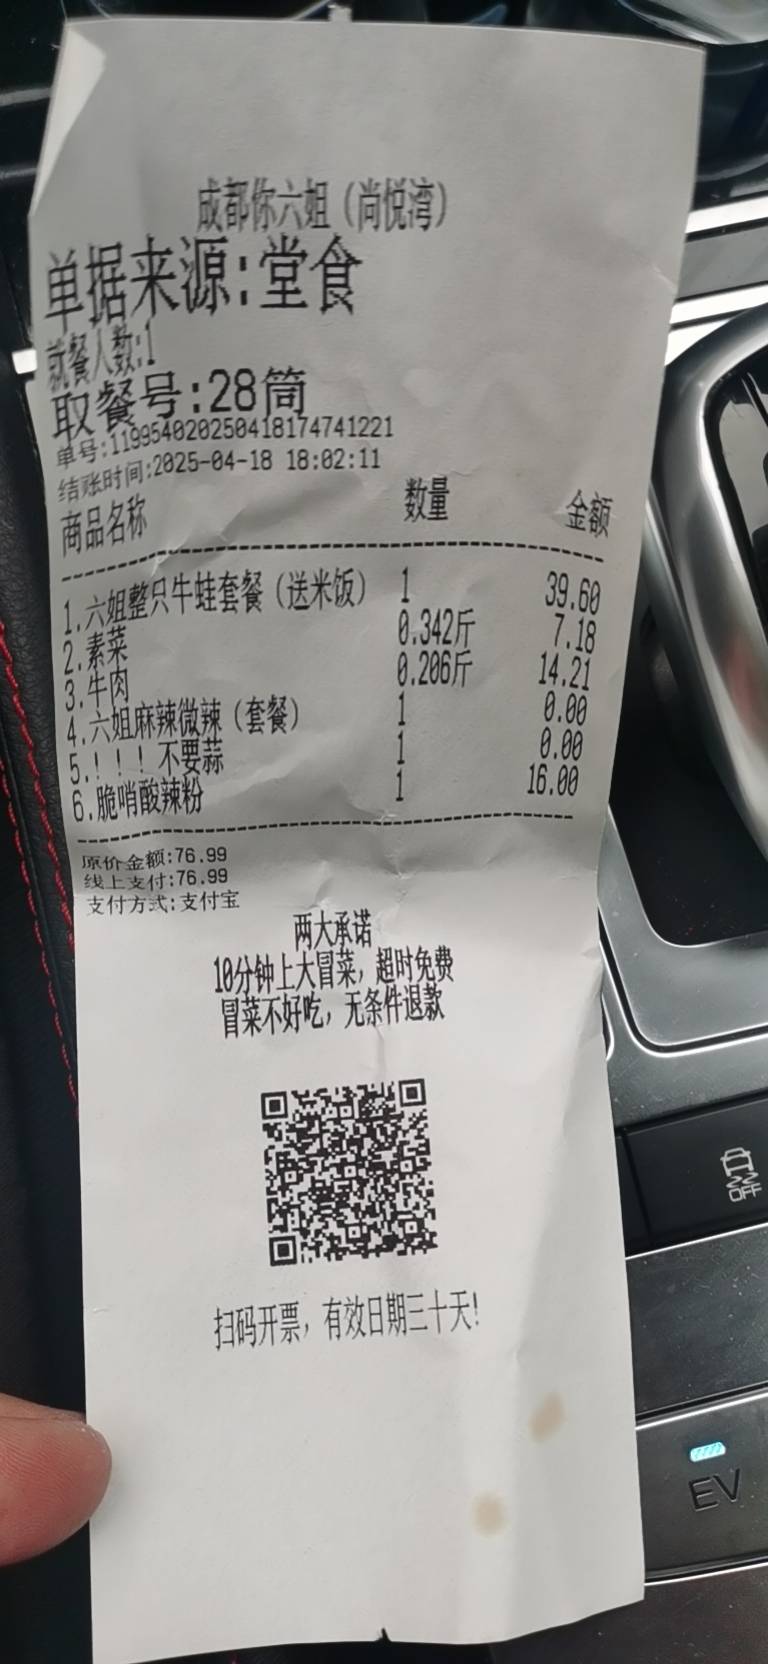 成都你六姐（尚悦湾）
单据来源:堂食
就餐人数:1
取餐号:28筒
单号:119954020250418174741221
结账时间:2025-04-18 18:02:11
商品名称 数量 金额
1.六姐整只牛蛙套餐（送米饭） 1 39.60
2.素菜 0.342斤 7.18
3.牛肉 0.206斤 14.21
4.六姐麻辣微辣（套餐） 1 0.00
5.！！！不要蒜 1 0.00
6.脆哨酸辣粉 1 16.00
原价金额:76.99
线上支付:76.99
支付方式:支付宝
两大承诺
10分钟上大冒菜，超时免费
冒菜不好吃，无条件退款
扫码开票，有效日期三十天!
OFF
EV